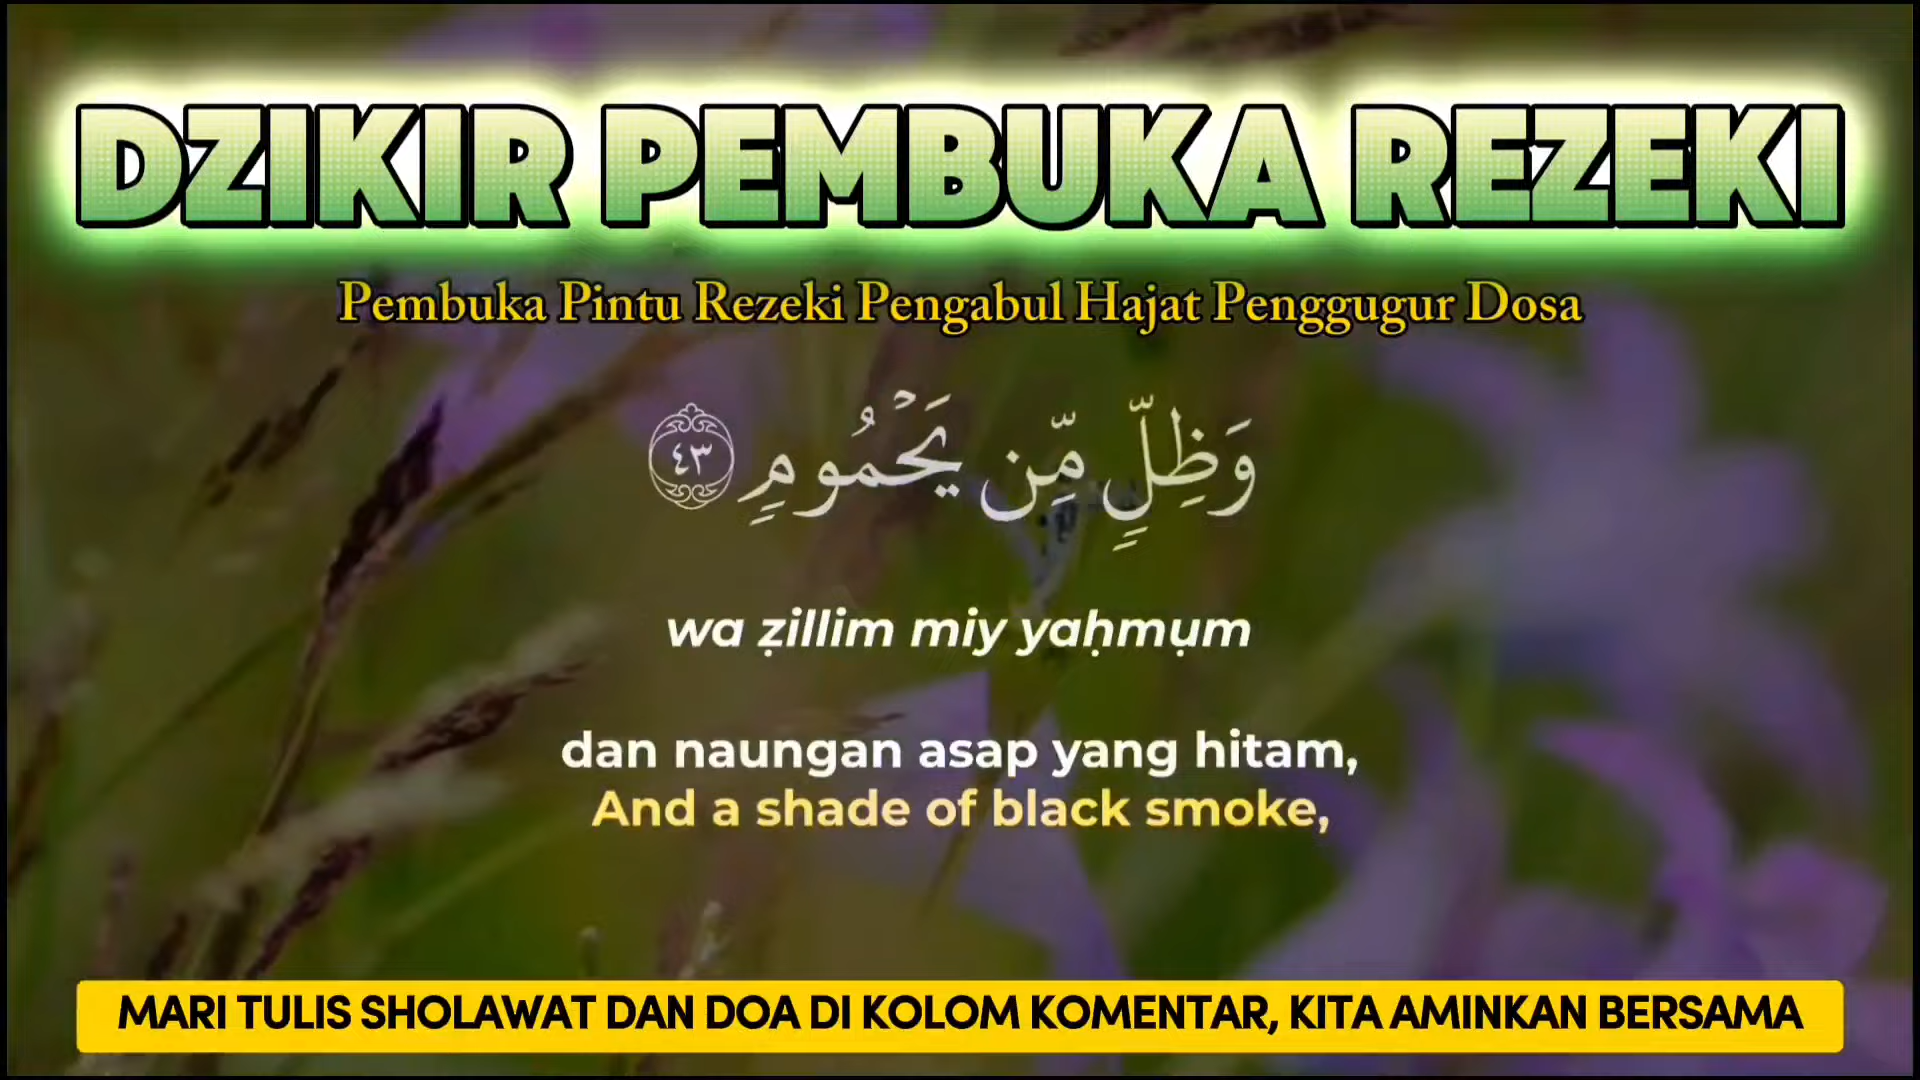 DZIKIR PEMBUKA REZEKI
Pembuka Pintu Rezeki Pengabul Hajat Penggugur Dosa
وَظِلٍّ مِّن يَحْمُومٍ ٤٣
wa ẓillim miy yaḥmụm
dan naungan asap yang hitam,
And a shade of black smoke,
MARI TULIS SHOLAWAT DAN DOA DI KOLOM KOMENTAR, KITA AMINKAN BERSAMA